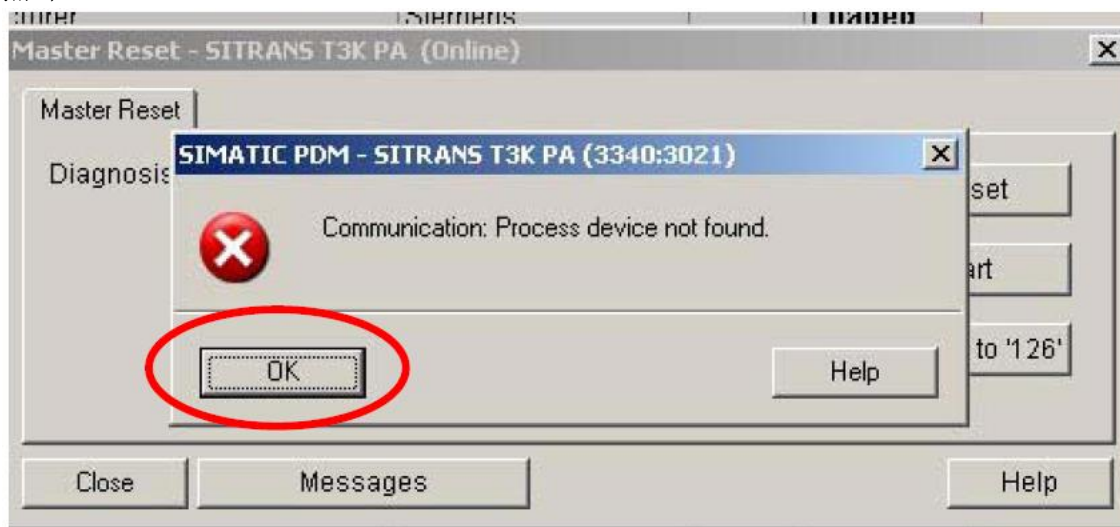 Siemens
Loaded
Master Reset - SITRANS T3K PA (Online)
Master Reset
Diagnosis
SIMATIC PDM - SITRANS T3K PA (3340:3021)
Communication: Process device not found.
set
art
to '126'
OK
Help
Close
Messages
Help